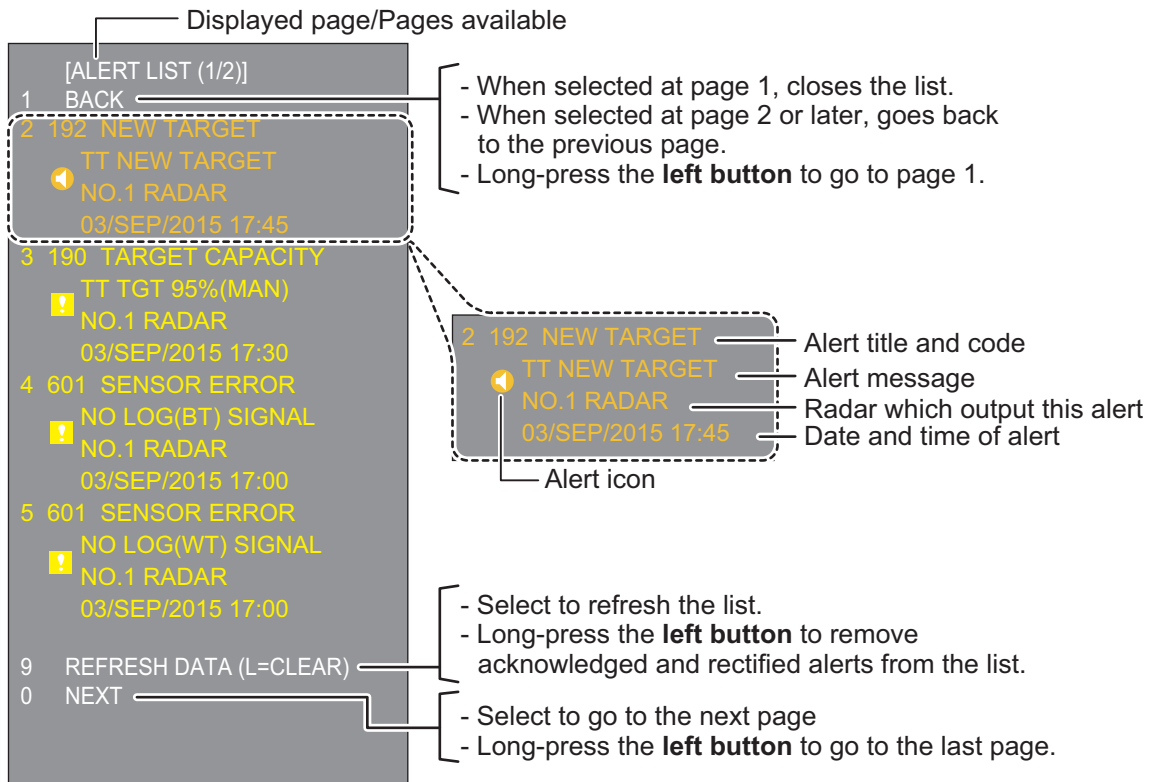 Displayed page/Pages available
[ALERT LIST (1/2)]
1 BACK
2 192 NEW TARGET
TT NEW TARGET
NO.1 RADAR
03/SEP/2015 17:45
3 190 TARGET CAPACITY
TT TGT 95%(MAN)
NO.1 RADAR
03/SEP/2015 17:30
4 601 SENSOR ERROR
NO LOG(BT) SIGNAL
NO.1 RADAR
03/SEP/2015 17:00
5 601 SENSOR ERROR
NO LOG(WT) SIGNAL
NO.1 RADAR
03/SEP/2015 17:00
9 REFRESH DATA (L=CLEAR)
0 NEXT
- When selected at page 1, closes the list.
- When selected at page 2 or later, goes back
to the previous page.
- Long-press the left button to go to page 1.
2 192 NEW TARGET
TT NEW TARGET
NO.1 RADAR
03/SEP/2015 17:45
Alert title and code
Alert message
Radar which output this alert
Date and time of alert
Alert icon
- Select to refresh the list.
- Long-press the left button to remove
acknowledged and rectified alerts from the list.
- Select to go to the next page
- Long-press the left button to go to the last page.